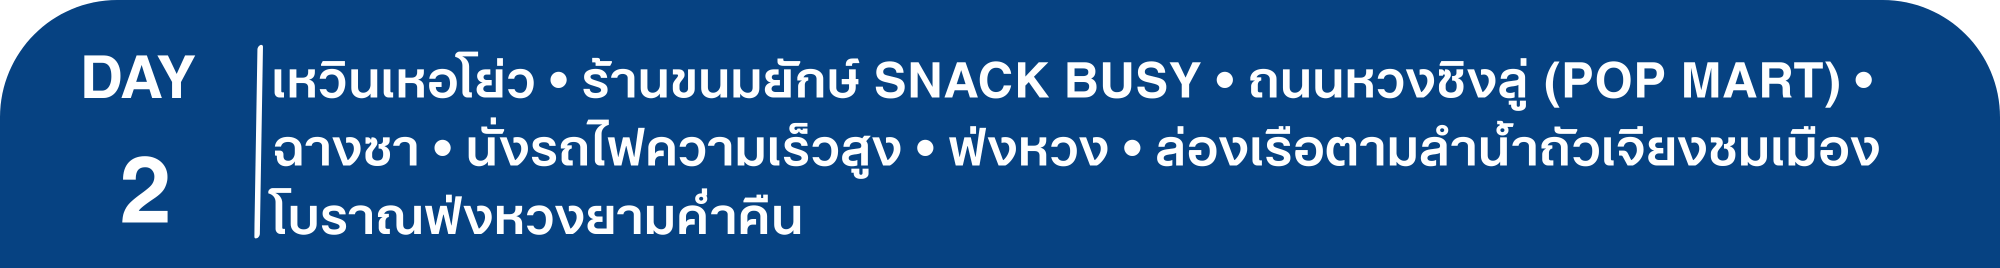 DAY
2
เหวินเหอโย่ว • ร้านขนมยักษ์ SNACK BUSY • ถนนหวงซิงลู่ (POP MART) •
ฉางซา • นั่งรถไฟความเร็วสูง • ฟ่งหวง • ล่องเรือตามลำน้ำถัวเจียงชมเมือง
โบราณฟ่งหวงยามค่ำคืน